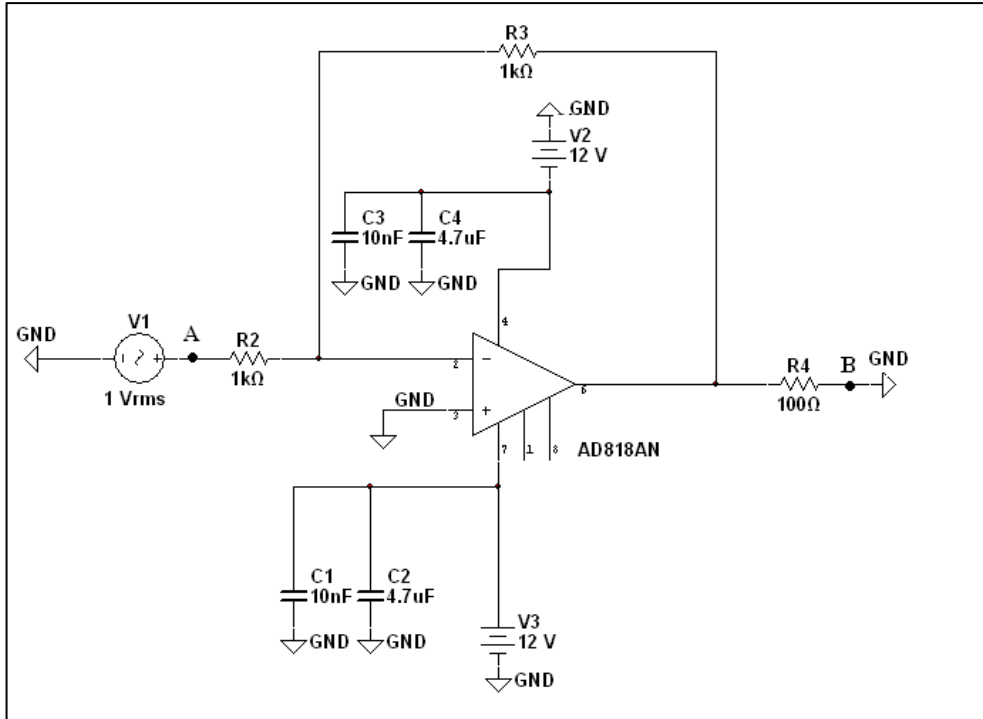 R3
1kΩ
GND
V2
12 V
C3
10nF
C4
4.7uF
GND
GND
4
GND
V1
A
R2
1kΩ
1 Vrms
2
−
GND
3
+
6
R4
100Ω
B
GND
7
1
8
AD818AN
C1
10nF
C2
4.7uF
GND
GND
V3
12 V
GND